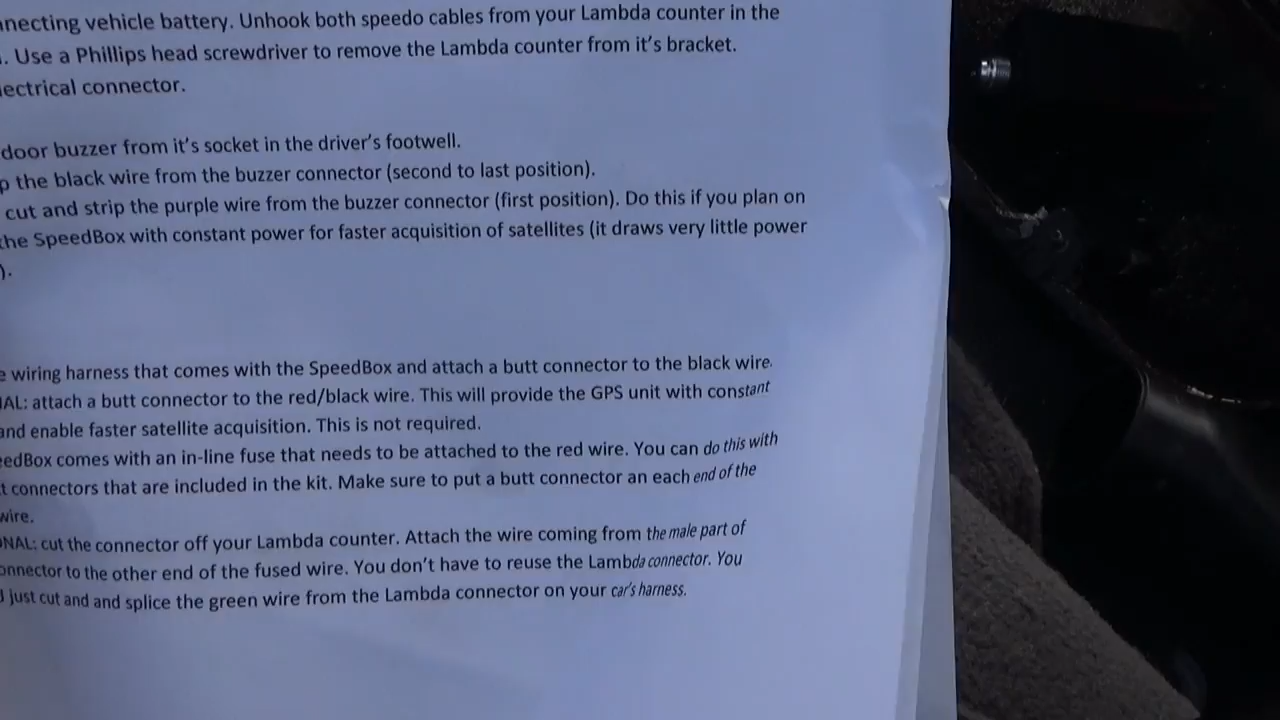 nnecting vehicle battery. Unhook both speedo cables from your Lambda counter in the
. Use a Phillips head screwdriver to remove the Lambda counter from it's bracket.
lectrical connector.
door buzzer from it's socket in the driver's footwell.
p the black wire from the buzzer connector (second to last position).
cut and strip the purple wire from the buzzer connector (first position). Do this if you plan on
the SpeedBox with constant power for faster acquisition of satellites (it draws very little power
).
e wiring harness that comes with the SpeedBox and attach a butt connector to the black wire.
NAL: attach a butt connector to the red/black wire. This will provide the GPS unit with constant
and enable faster satellite acquisition. This is not required.
eedBox comes with an in-line fuse that needs to be attached to the red wire. You can do this with
t connectors that are included in the kit. Make sure to put a butt connector an each end of the
wire.
ONAL: cut the connector off your Lambda counter. Attach the wire coming from the male part of
onnector to the other end of the fused wire. You don't have to reuse the Lambda connector. You
d just cut and and splice the green wire from the Lambda connector on your car's harness.